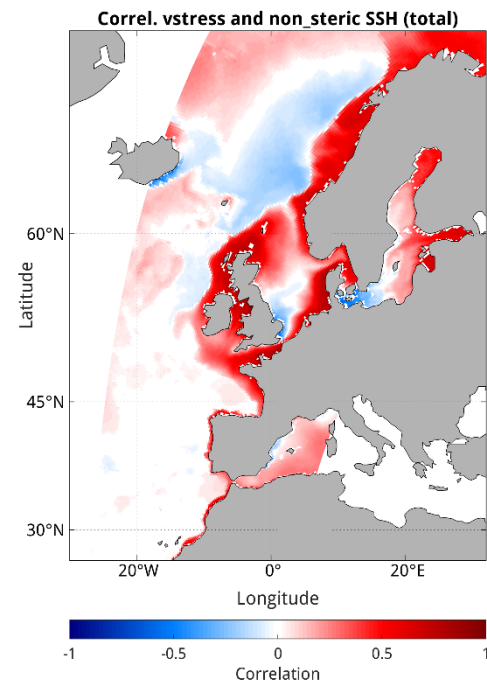 Correl. vstress and non_steric SSH (total)
Latitude
60°N
45°N
30°N
20°W 0° 20°E
Longitude
-1 -0.5 0 0.5 1
Correlation